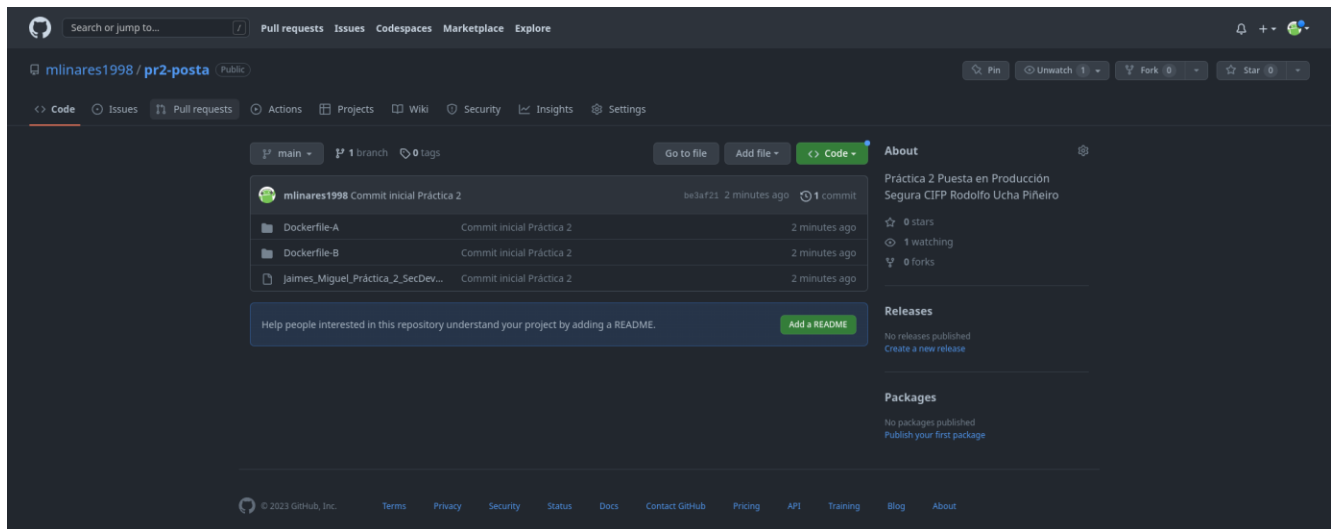 Search or jump to... / Pull requests Issues Codespaces Marketplace Explore
mlinares1998 / pr2-posta Public Pin Unwatch 1 Fork 0 Star 0
Code Issues Pull requests Actions Projects Wiki Security Insights Settings
main 1 branch 0 tags Go to file Add file Code
mlinares1998 Commit inicial Práctica 2 be3af21 2 minutes ago 1 commit
Dockerfile-A Commit inicial Práctica 2 2 minutes ago
Dockerfile-B Commit inicial Práctica 2 2 minutes ago
Jaimes_Miguel_Práctica_2_SecDev... Commit inicial Práctica 2 2 minutes ago
Help people interested in this repository understand your project by adding a README. Add a README
About
Práctica 2 Puesta en Producción
Segura CIFP Rodolfo Ucha Piñeiro
0 stars
1 watching
0 forks
Releases
No releases published
Create a new release
Packages
No packages published
Publish your first package
© 2023 GitHub, Inc. Terms Privacy Security Status Docs Contact GitHub Pricing API Training Blog About